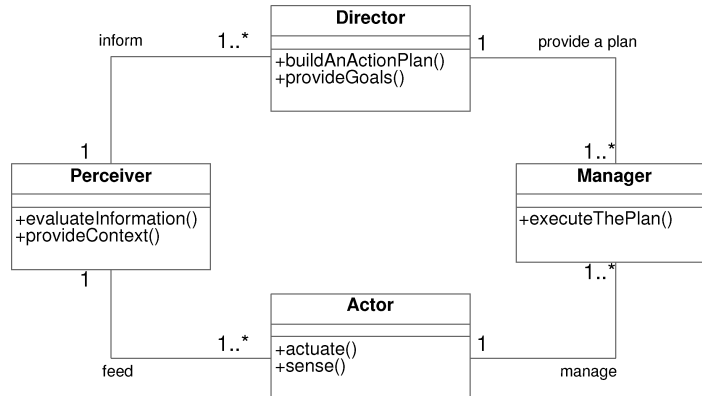 Director
inform
1..*
1
provide a plan
+buildAnActionPlan()
+provideGoals()
1
1..*
Perceiver
Manager
+evaluateInformation()
+provideContext()
+executeThePlan()
1
1..*
Actor
1..*
1
+actuate()
+sense()
feed
manage